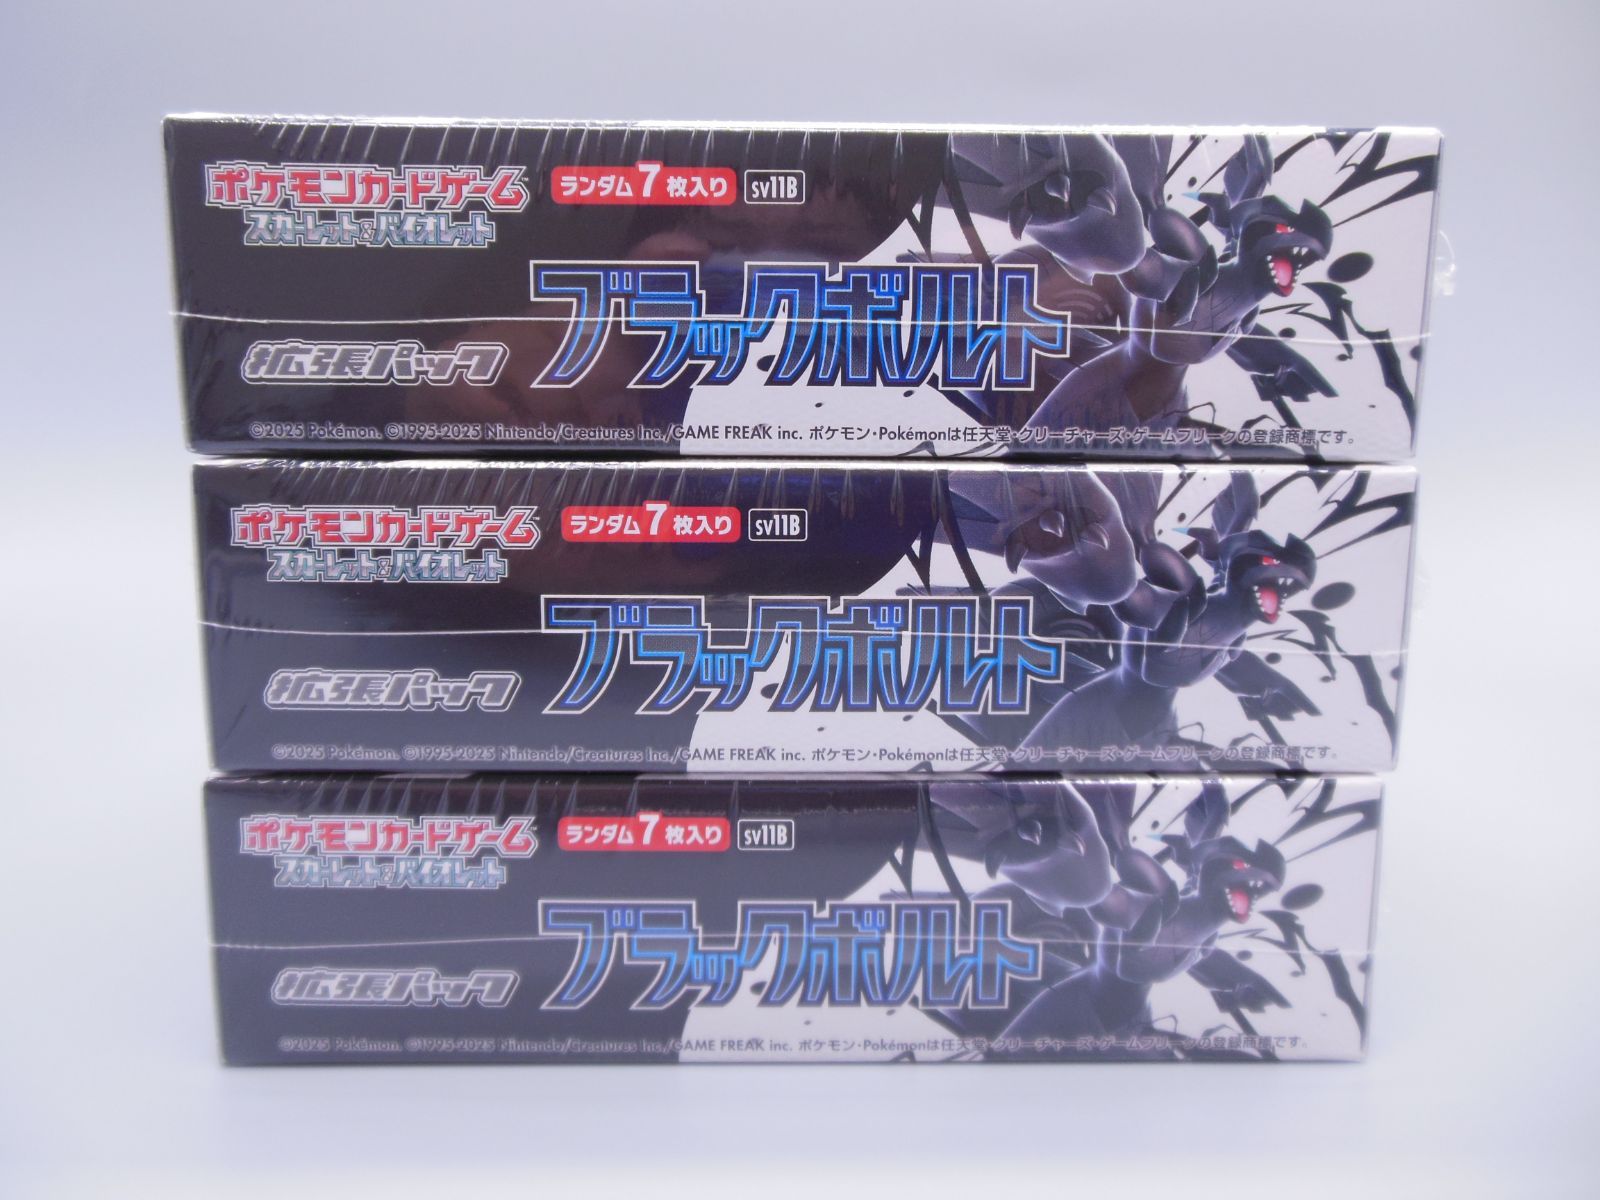 ポケモンカードゲーム™
スカーレット&バイオレット
ランダム7枚入り sv11B
ブラックボルト
拡張パック
©2025 Pokémon. ©1995-2025 Nintendo/Creatures Inc./GAME FREAK inc. ポケモン・Pokémonは任天堂・クリーチャーズ・ゲームフリークの登録商標です。
ポケモンカードゲーム™
スカーレット&バイオレット
ランダム7枚入り sv11B
ブラックボルト
拡張パック
©2025 Pokémon. ©1995-2025 Nintendo/Creatures Inc./GAME FREAK inc. ポケモン・Pokémonは任天堂・クリーチャーズ・ゲームフリークの登録商標です。
ポケモンカードゲーム™
スカーレット&バイオレット
ランダム7枚入り sv11B
ブラックボルト
拡張パック
©2025 Pokémon. ©1995-2025 Nintendo/Creatures Inc./GAME FREAK inc. ポケモン・Pokémonは任天堂・クリーチャーズ・ゲームフリークの登録商標です。